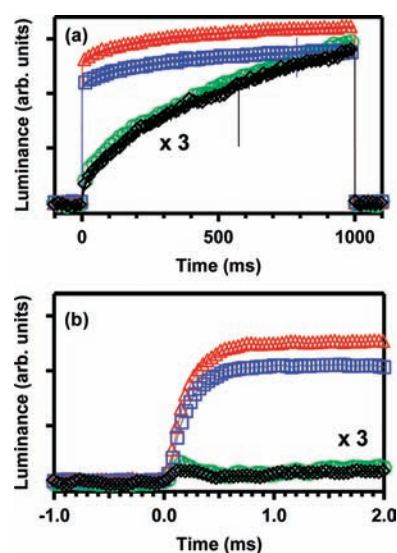 (a)
Luminance (arb. units)
x 3
0
500
1000
Time (ms)
(b)
Luminance (arb. units)
x 3
-1.0
0.0
1.0
2.0
Time (ms)